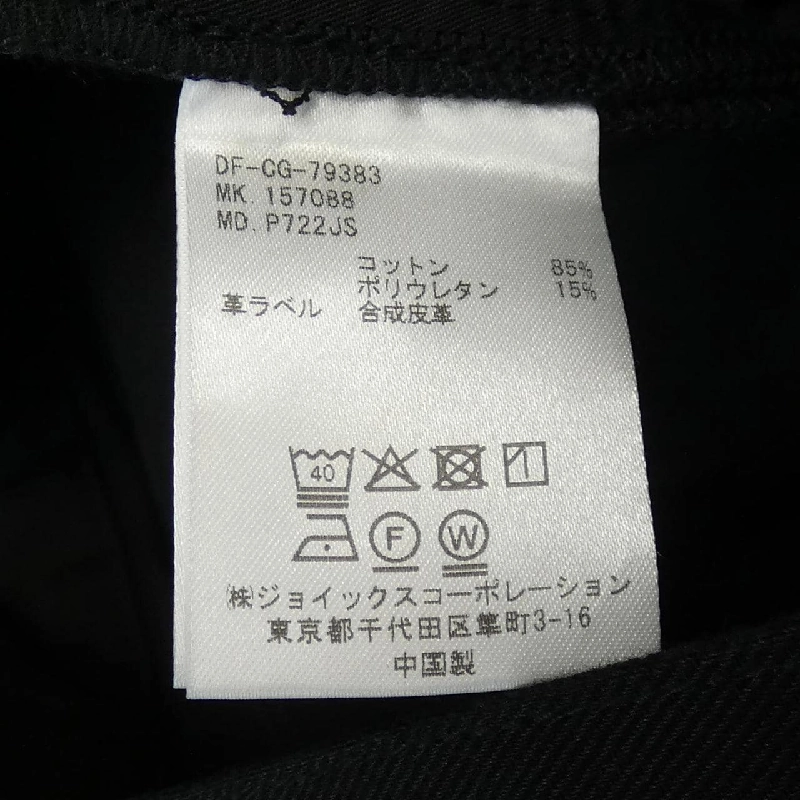 DF-CG-79383
MK. 157088
MD. P722JS
コットン 85%
ポリウレタン 15%
革ラベル 合成皮革
40
F W
㈱ジョイックスコーポレーション
東京都千代田区隼町3-16
中国製